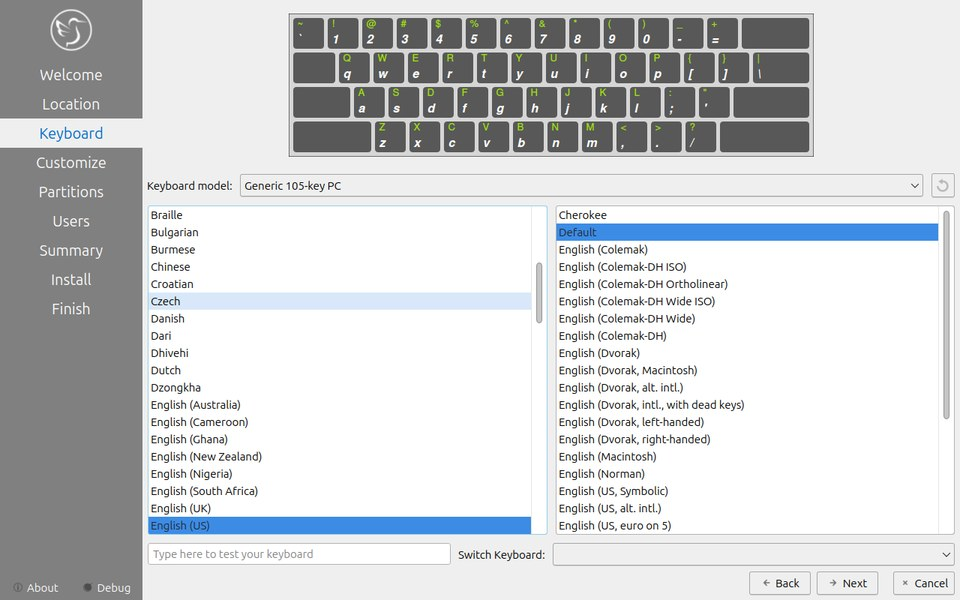 Welcome
Location
Keyboard
Customize
Partitions
Users
Summary
Install
Finish
About
Debug
~ ! @ # $ % ^ & * ( ) _ +
` 1 2 3 4 5 6 7 8 9 0 - =
Q W E R T Y U I O P { } |
q w e r t y u i o p [ ] \
A S D F G H J K L : "
a s d f g h j k l ; '
Z X C V B N M < > ?
z x c v b n m , . /
Keyboard model: Generic 105-key PC
Braille
Bulgarian
Burmese
Chinese
Croatian
Czech
Danish
Dari
Dhivehi
Dutch
Dzongkha
English (Australia)
English (Cameroon)
English (Ghana)
English (New Zealand)
English (Nigeria)
English (South Africa)
English (UK)
English (US)
Cherokee
Default
English (Colemak)
English (Colemak-DH ISO)
English (Colemak-DH Ortholinear)
English (Colemak-DH Wide ISO)
English (Colemak-DH Wide)
English (Colemak-DH)
English (Dvorak)
English (Dvorak, Macintosh)
English (Dvorak, alt. intl.)
English (Dvorak, intl., with dead keys)
English (Dvorak, left-handed)
English (Dvorak, right-handed)
English (Macintosh)
English (Norman)
English (US, Symbolic)
English (US, alt. intl.)
English (US, euro on 5)
Type here to test your keyboard
Switch Keyboard:
Back
Next
Cancel